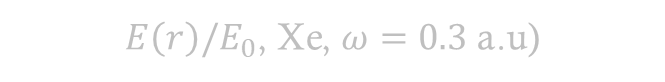 E(r)/E₀, Xe, ω = 0.3 a.u)